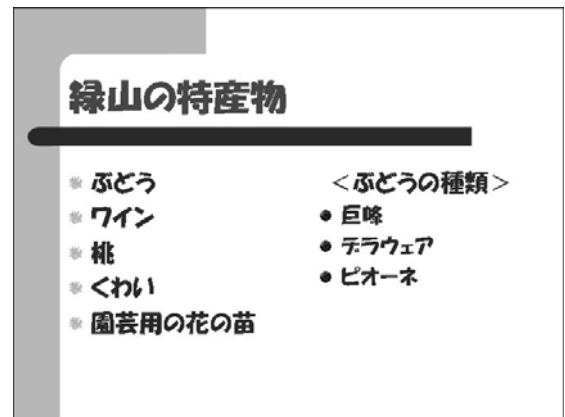 緑山の特産物
ぶどう
ワイン
桃
くわい
園芸用の花の苗
＜ぶどうの種類＞
巨峰
デラウェア
ピオーネ